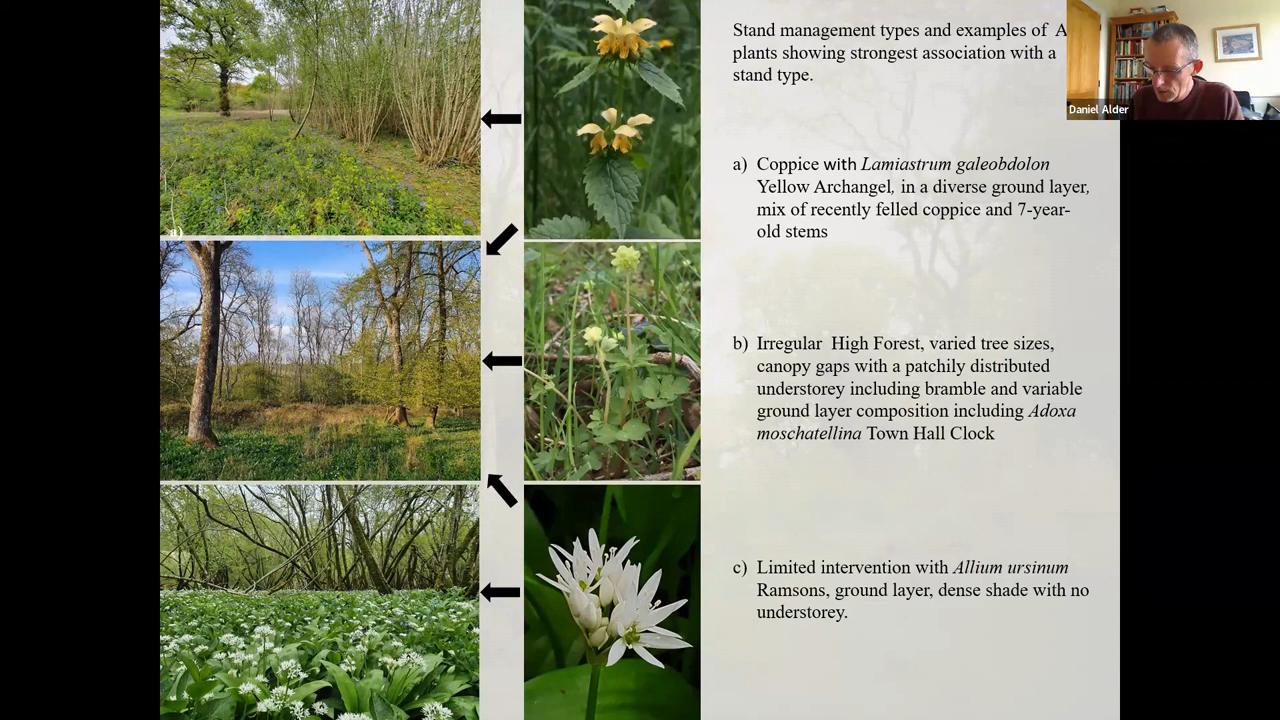 Stand management types and examples of A
plants showing strongest association with a
stand type.
Daniel Alder
a) Coppice with Lamiastrum galeobdolon
Yellow Archangel, in a diverse ground layer,
mix of recently felled coppice and 7-year-
old stems
a)
b) Irregular High Forest, varied tree sizes,
canopy gaps with a patchily distributed
understorey including bramble and variable
ground layer composition including Adoxa
moschatellina Town Hall Clock
c) Limited intervention with Allium ursinum
Ramsons, ground layer, dense shade with no
understorey.